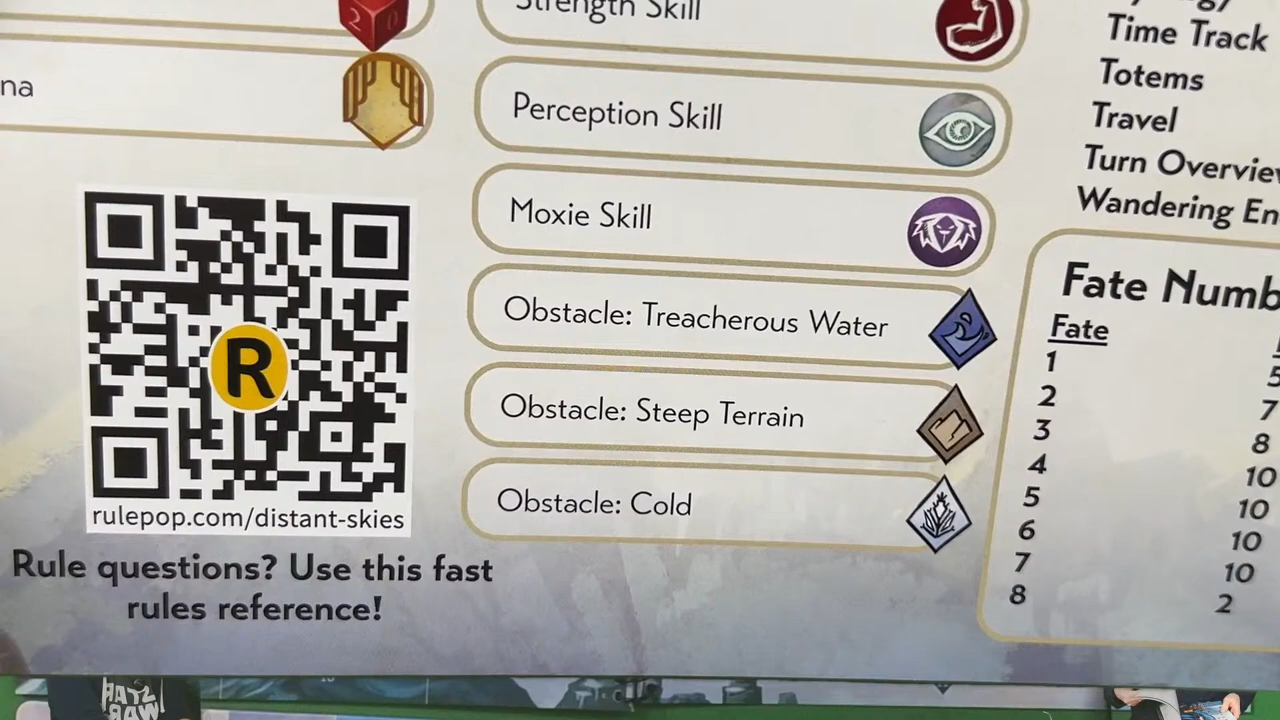 Strength Skill
na
Perception Skill
Moxie Skill
Obstacle: Treacherous Water
Obstacle: Steep Terrain
Obstacle: Cold
R
rulepop.com/distant-skies
Rule questions? Use this fast
rules reference!
Time Track
Totems
Travel
Turn Overview
Wandering En
Fate Numb
Fate
1
5
2
7
3
8
4
10
5
10
6
10
7
10
8
2